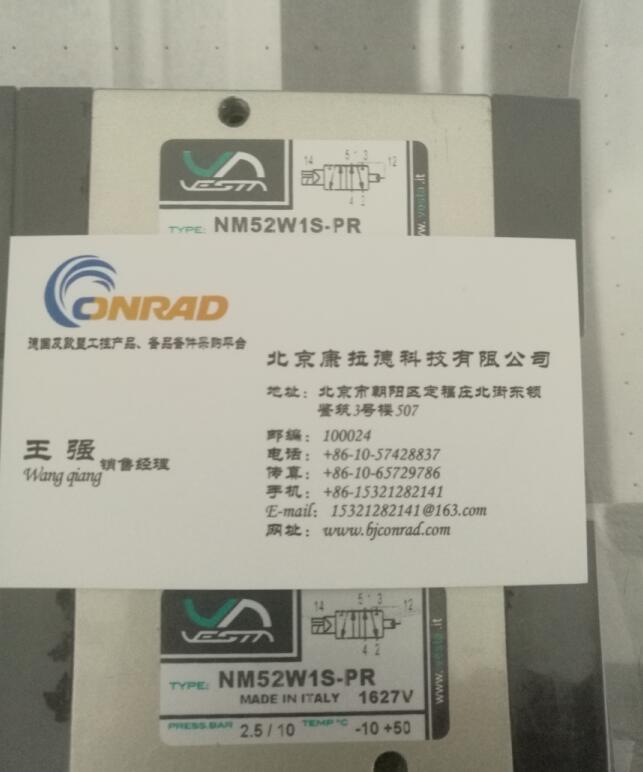 14
5 1 3
12
4 2
VESTA
www.vesta.it
TYPE: NM52W1S-PR
CONRAD
德国及欧盟工控产品、备品备件采购平台
北京康拉德科技有限公司
地址：北京市朝阳区定福庄北街东领
鉴筑3号楼507
邮编：100024
王 强 销售经理
Wang qiang
电话：+86-10-57428837
传真：+86-10-65729786
手机：+86-15321282141
E-mail：15321282141@163.com
网址：www.bjconrad.com
14
5 1 3
12
4 2
VESTA
www.vesta.it
TYPE: NM52W1S-PR
MADE IN ITALY 1627V
PRESS.BAR 2.5 / 10 TEMP °C -10 +50